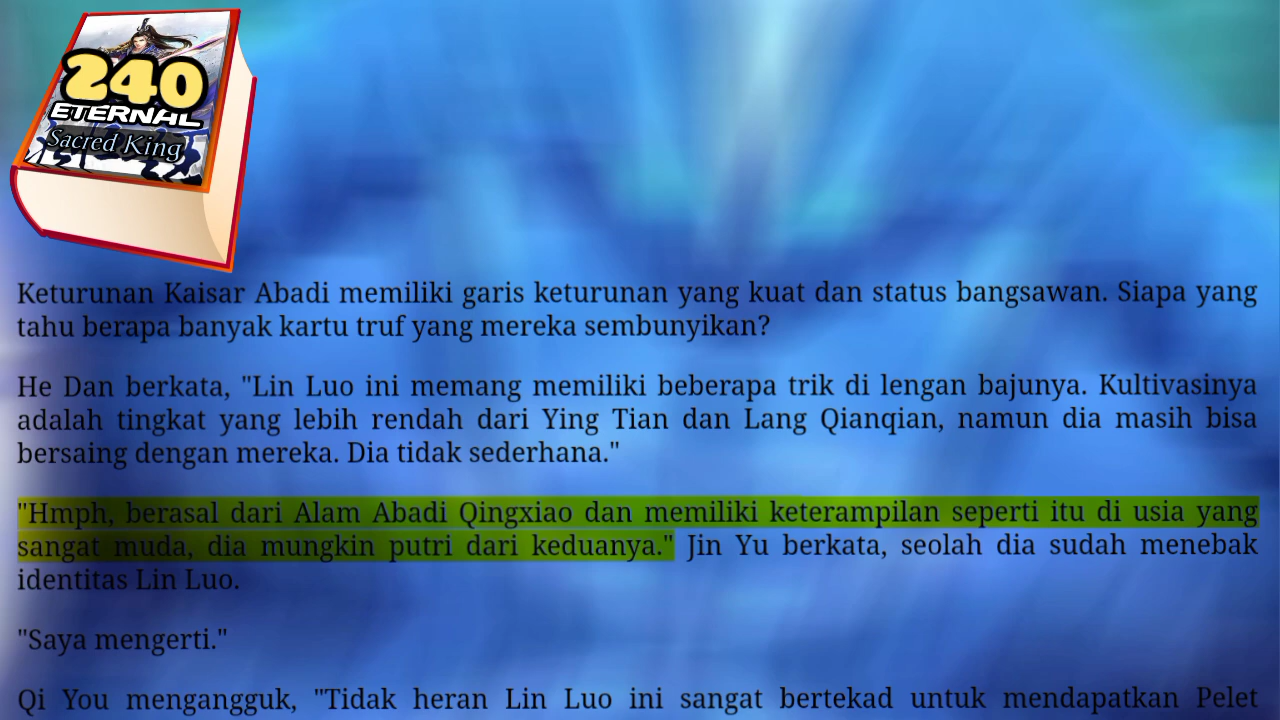 240
ETERNAL
Sacred King
Keturunan Kaisar Abadi memiliki garis keturunan yang kuat dan status bangsawan. Siapa yang
tahu berapa banyak kartu truf yang mereka sembunyikan?
He Dan berkata, "Lin Luo ini memang memiliki beberapa trik di lengan bajunya. Kultivasinya
adalah tingkat yang lebih rendah dari Ying Tian dan Lang Qianqian, namun dia masih bisa
bersaing dengan mereka. Dia tidak sederhana."
"Hmph, berasal dari Alam Abadi Qingxiao dan memiliki keterampilan seperti itu di usia yang
sangat muda, dia mungkin putri dari keduanya." Jin Yu berkata, seolah dia sudah menebak
identitas Lin Luo.
"Saya mengerti."
Qi You mengangguk, "Tidak heran Lin Luo ini sangat bertekad untuk mendapatkan Pelet